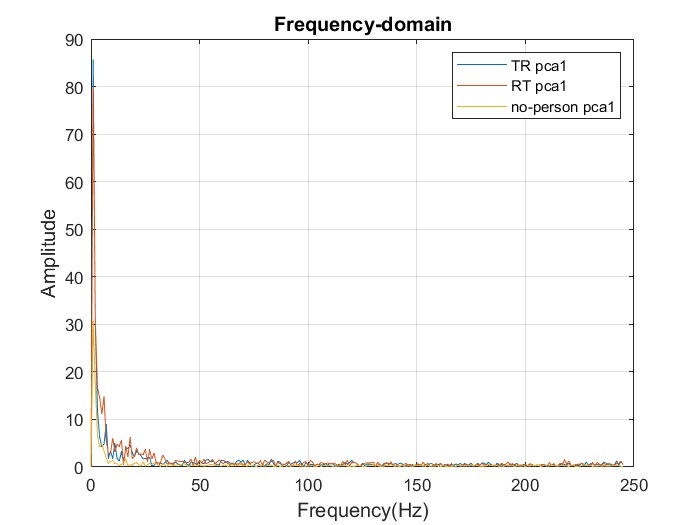 Frequency-domain
90
80
70
60
50
40
30
20
10
0
Amplitude
TR pca1
RT pca1
no-person pca1
0 50 100 150 200 250
Frequency(Hz)